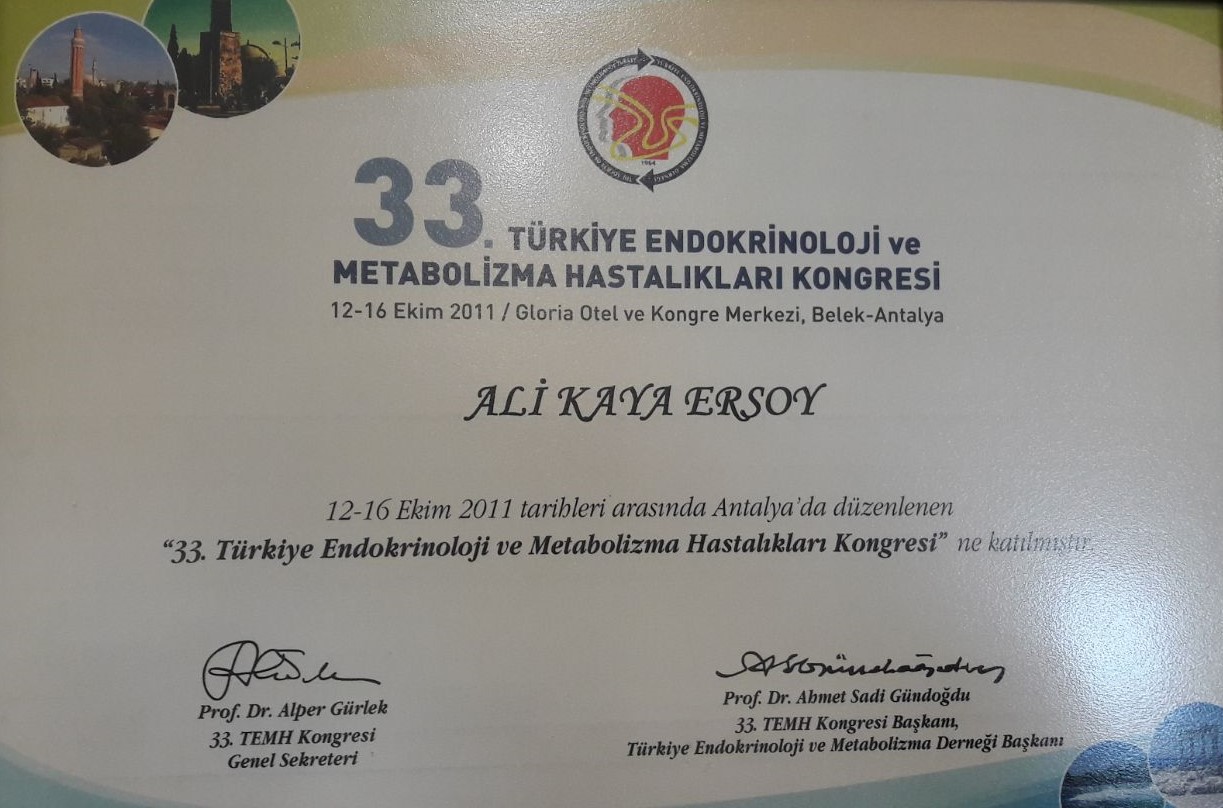 1964
33. TÜRKİYE ENDOKRİNOLOJİ ve
METABOLİZMA HASTALIKLARI KONGRESİ
12-16 Ekim 2011 / Gloria Otel ve Kongre Merkezi, Belek-Antalya
ALİ KAYA ERSOY
12-16 Ekim 2011 tarihleri arasında Antalya'da düzenlenen
“33. Türkiye Endokrinoloji ve Metabolizma Hastalıkları Kongresi” ne katılmıştır.
Prof. Dr. Alper Gürlek
33. TEMH Kongresi
Genel Sekreteri
Prof. Dr. Ahmet Sadi Gündoğdu
33. TEMH Kongresi Başkanı,
Türkiye Endokrinoloji ve Metabolizma Derneği Başkanı